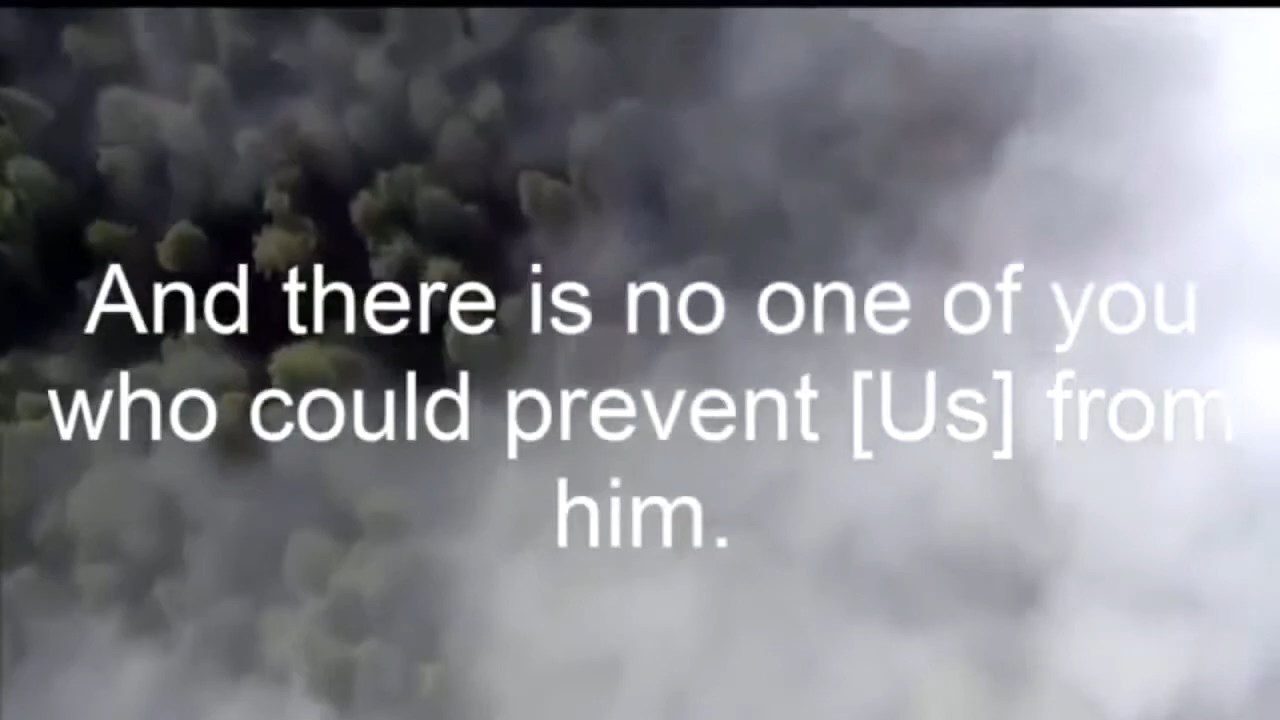 And there is no one of you
who could prevent [Us] from
him.